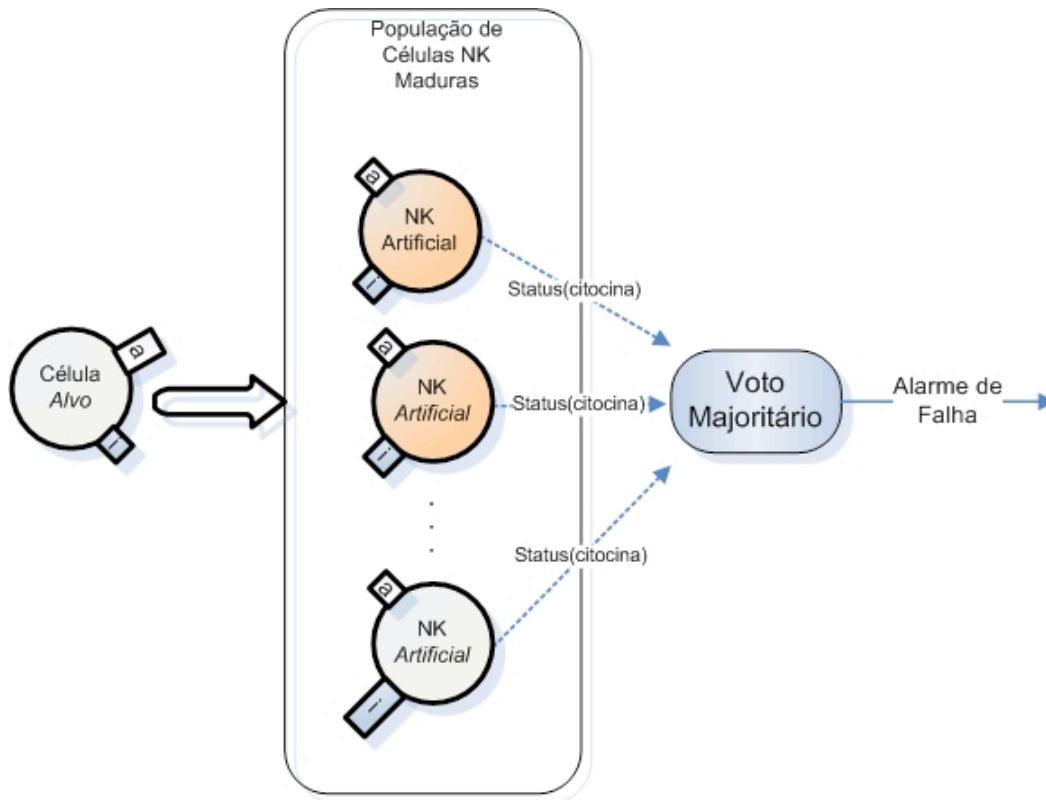 População de
Células NK
Maduras
a
NK
Artificial
i
Status(citocina)
Célula
Alvo
a
i
a
NK
Artificial
i
Status(citocina)
Voto
Majoritário
Alarme de
Falha
Status(citocina)
a
NK
Artificial
i